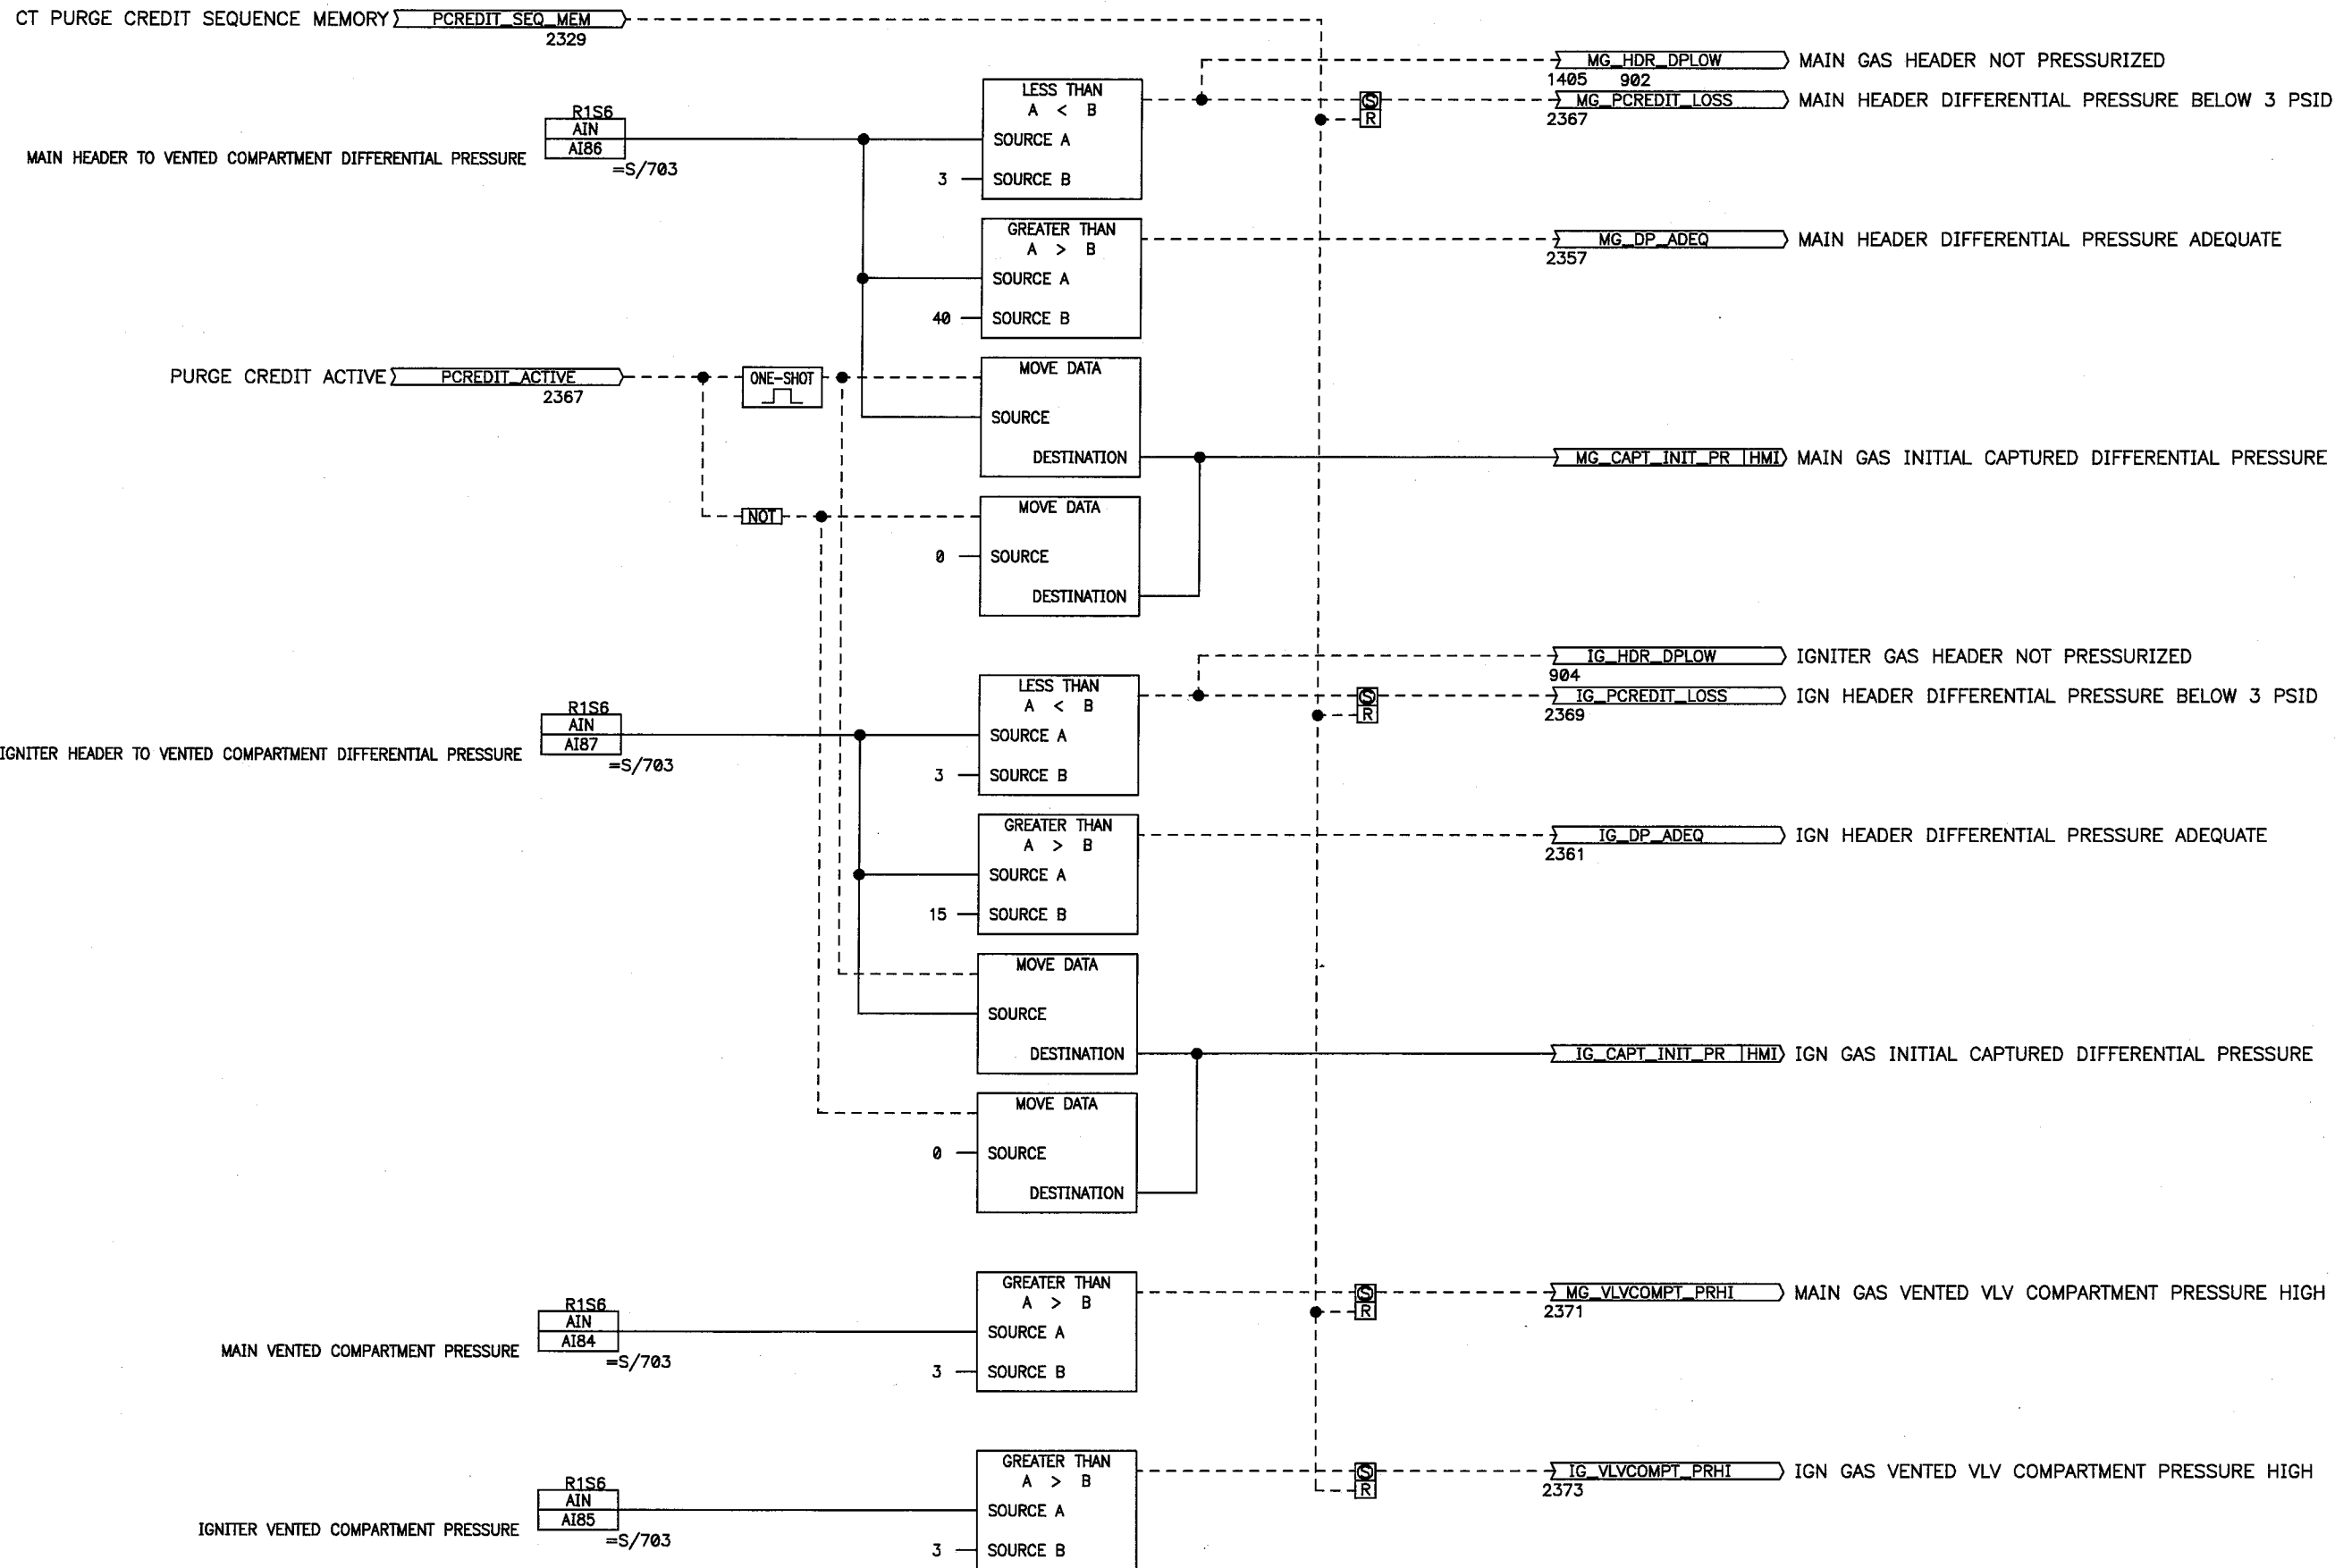 CT PURGE CREDIT SEQUENCE MEMORY PCREDIT_SEQ_MEM
2329
MG_HDR_DPLOW MAIN GAS HEADER NOT PRESSURIZED
1405 902
LESS THAN
A < B
SOURCE A
3 SOURCE B
S
R
MG_PCREDIT_LOSS MAIN HEADER DIFFERENTIAL PRESSURE BELOW 3 PSID
2367
R1S6
AIN
AI86
=S/703
MAIN HEADER TO VENTED COMPARTMENT DIFFERENTIAL PRESSURE
GREATER THAN
A > B
SOURCE A
40 SOURCE B
MG_DP_ADEQ MAIN HEADER DIFFERENTIAL PRESSURE ADEQUATE
2357
PURGE CREDIT ACTIVE PCREDIT_ACTIVE
2367
ONE-SHOT
MOVE DATA
SOURCE
DESTINATION
MG_CAPT_INIT_PR HMI MAIN GAS INITIAL CAPTURED DIFFERENTIAL PRESSURE
NOT
MOVE DATA
0 SOURCE
DESTINATION
IG_HDR_DPLOW IGNITER GAS HEADER NOT PRESSURIZED
904
LESS THAN
A < B
SOURCE A
3 SOURCE B
S
R
IG_PCREDIT_LOSS IGN HEADER DIFFERENTIAL PRESSURE BELOW 3 PSID
2369
R1S6
AIN
AI87
=S/703
IGNITER HEADER TO VENTED COMPARTMENT DIFFERENTIAL PRESSURE
GREATER THAN
A > B
SOURCE A
15 SOURCE B
IG_DP_ADEQ IGN HEADER DIFFERENTIAL PRESSURE ADEQUATE
2361
MOVE DATA
SOURCE
DESTINATION
IG_CAPT_INIT_PR HMI IGN GAS INITIAL CAPTURED DIFFERENTIAL PRESSURE
MOVE DATA
0 SOURCE
DESTINATION
GREATER THAN
A > B
SOURCE A
3 SOURCE B
S
R
MG_VLVCOMPT_PRHI MAIN GAS VENTED VLV COMPARTMENT PRESSURE HIGH
2371
R1S6
AIN
AI84
=S/703
MAIN VENTED COMPARTMENT PRESSURE
GREATER THAN
A > B
SOURCE A
3 SOURCE B
S
R
IG_VLVCOMPT_PRHI IGN GAS VENTED VLV COMPARTMENT PRESSURE HIGH
2373
R1S6
AIN
AI85
=S/703
IGNITER VENTED COMPARTMENT PRESSURE